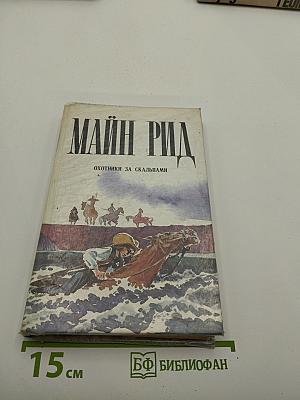 МАЙН РИД
ОХОТНИКИ ЗА СКАЛЬПАМИ
15 см
БФ БИБЛИОФАН